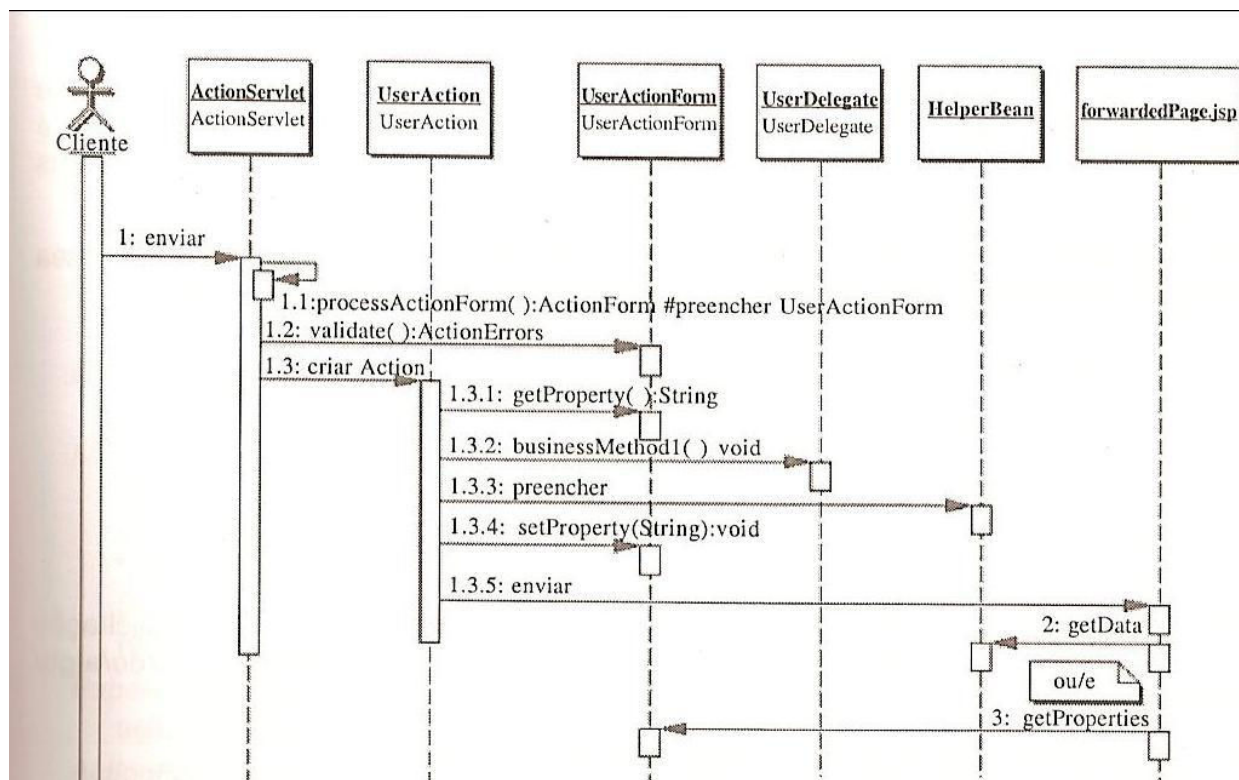 Cliente
ActionServlet
ActionServlet
UserAction
UserAction
UserActionForm
UserActionForm
UserDelegate
UserDelegate
HelperBean
forwardedPage.jsp
1: enviar
1.1:processActionForm( ):ActionForm #preencher UserActionForm
1.2: validate( ):ActionErrors
1.3: criar Action
1.3.1: getProperty( ):String
1.3.2: businessMethod1( ) void
1.3.3: preencher
1.3.4: setProperty(String):void
1.3.5: enviar
2: getData
ou/e
3: getProperties